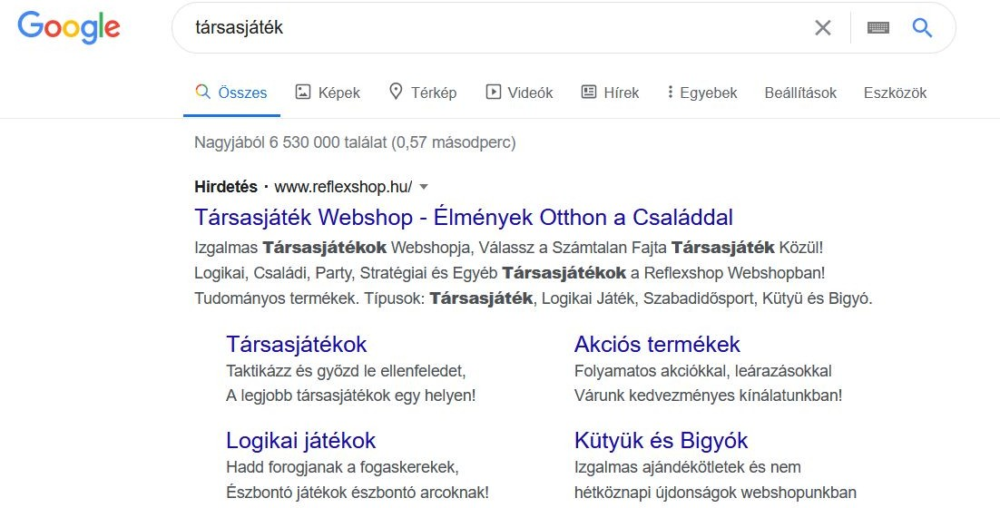 Google
társasjáték
Összes Képek Térkép Videók Hírek Egyebek Beállítások Eszközök
Nagyjából 6 530 000 találat (0,57 másodperc)
Hirdetés · www.reflexshop.hu/
Társasjáték Webshop - Élmények Otthon a Családdal
Izgalmas Társasjátékok Webshopja, Válassz a Számtalan Fajta Társasjáték Közül!
Logikai, Családi, Party, Stratégiai és Egyéb Társasjátékok a Reflexshop Webshopban!
Tudományos termékek. Típusok: Társasjáték, Logikai Játék, Szabadidősport, Kütyü és Bigyó.
Társasjátékok
Taktikázz és győzd le ellenfeledet,
A legjobb társasjátékok egy helyen!
Akciós termékek
Folyamatos akciókkal, leárazásokkal
Várunk kedvezményes kínálatunkban!
Logikai játékok
Hadd forogjanak a fogaskerekek,
Észbontó játékok észbontó arcoknak!
Kütyük és Bigyók
Izgalmas ajándékötletek és nem
hétköznapi újdonságok webshopunkban